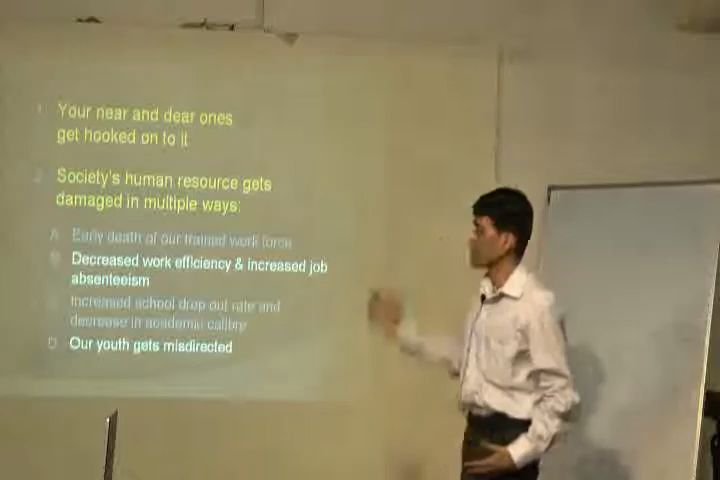 1 Your near and dear ones
get hooked on to it
2 Society's human resource gets
damaged in multiple ways:
A Early death of our trained work force
Decreased work efficiency & increased job
absenteeism
Increased school drop out rate and
decrease in academic calibre
D Our youth gets misdirected